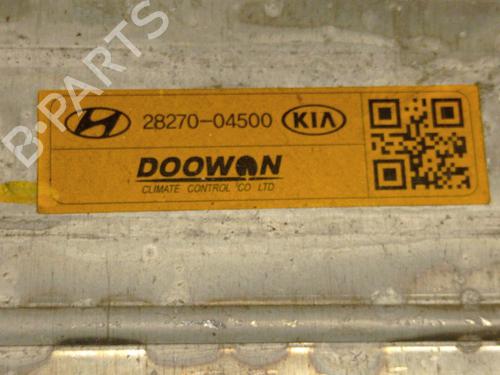 B-PARTS
28270-04500 KIA
DOOWON
CLIMATE CONTROL CO LTD